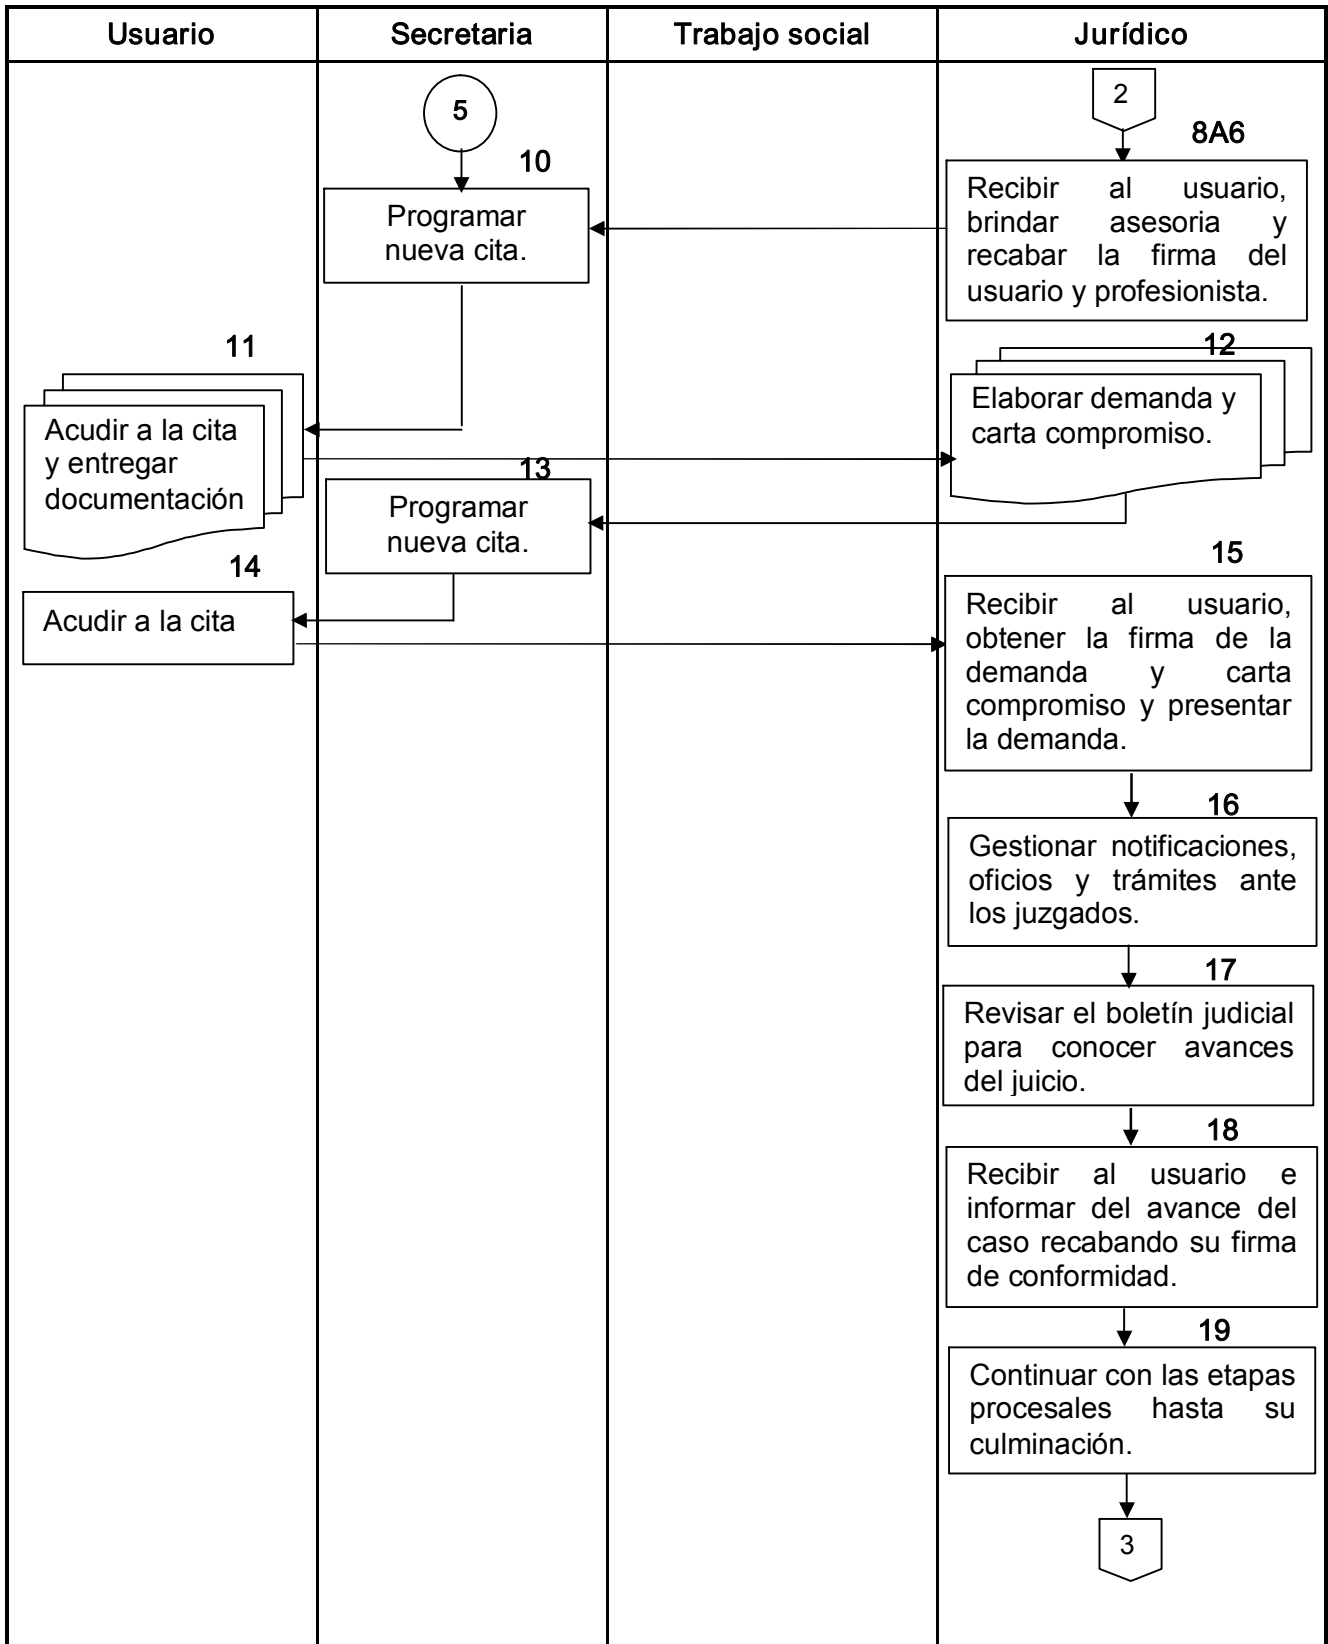 Usuario
Secretaria
Trabajo social
Jurídico
5
2
8A6
10
Programar
nueva cita.
Recibir al usuario,
brindar asesoria y
recabar la firma del
usuario y profesionista.
11
Acudir a la cita
y entregar
documentación
12
Elaborar demanda y
carta compromiso.
13
Programar
nueva cita.
14
Acudir a la cita
15
Recibir al usuario,
obtener la firma de la
demanda y carta
compromiso y presentar
la demanda.
16
Gestionar notificaciones,
oficios y trámites ante
los juzgados.
17
Revisar el boletín judicial
para conocer avances
del juicio.
18
Recibir al usuario e
informar del avance del
caso recabando su firma
de conformidad.
19
Continuar con las etapas
procesales hasta su
culminación.
3